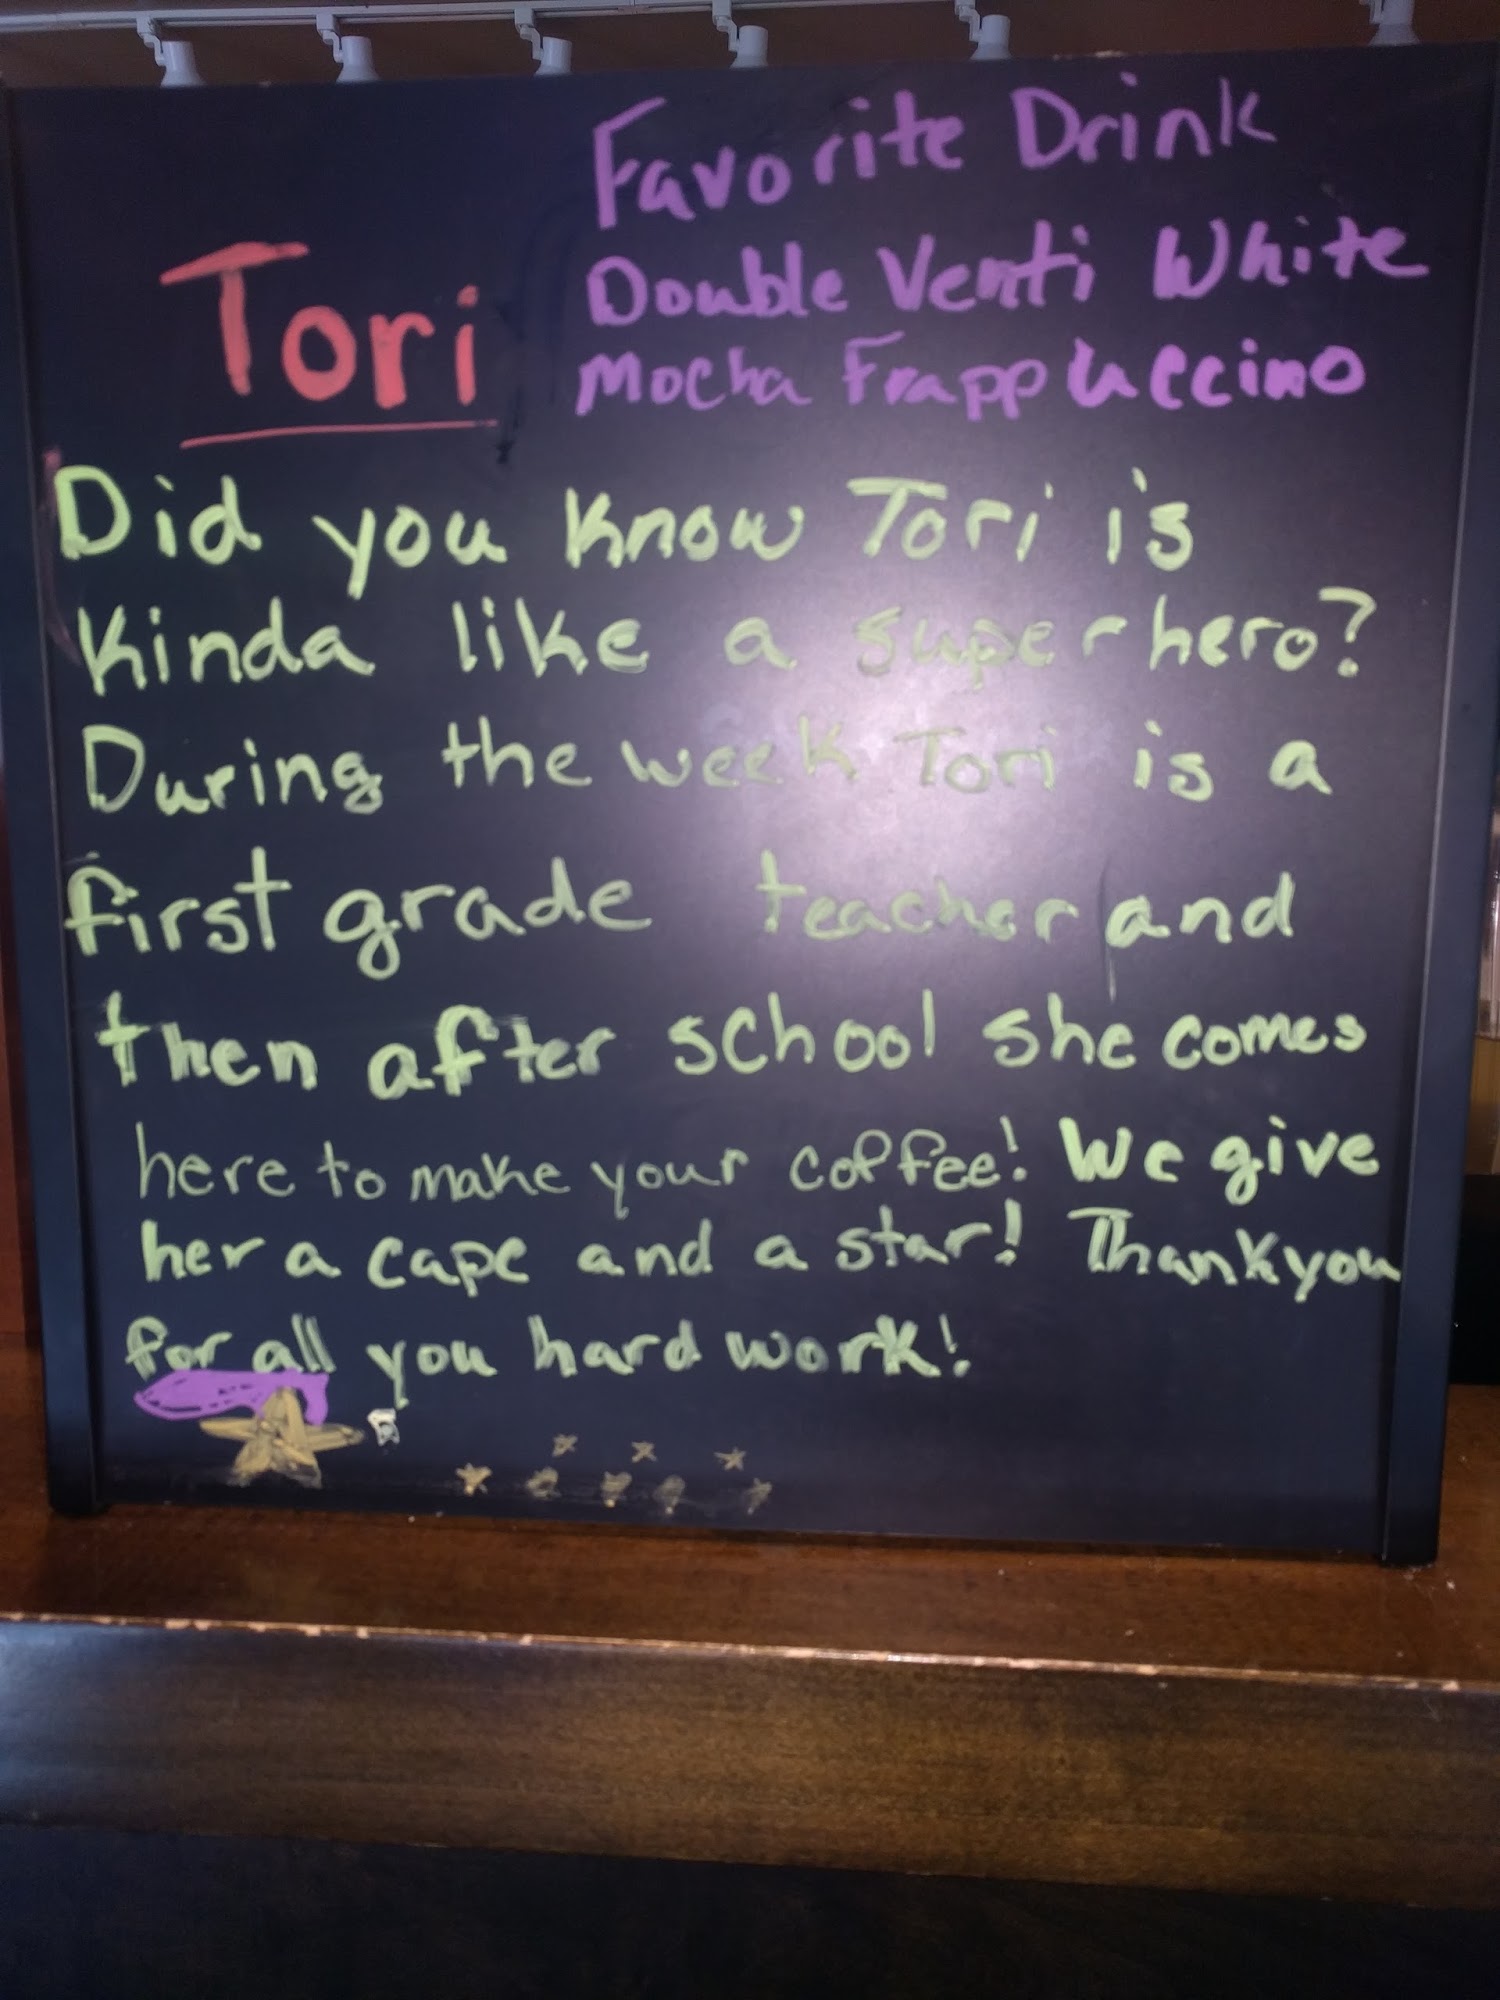 Tori
Favorite Drink
Double Venti White
Mocha Frappuccino
Did you know Tori is
kinda like a superhero?
During the week Tori is a
first grade teacher and
then after school she comes
here to make your coffee! We give
her a cape and a star! Thank you
for all you hard work!